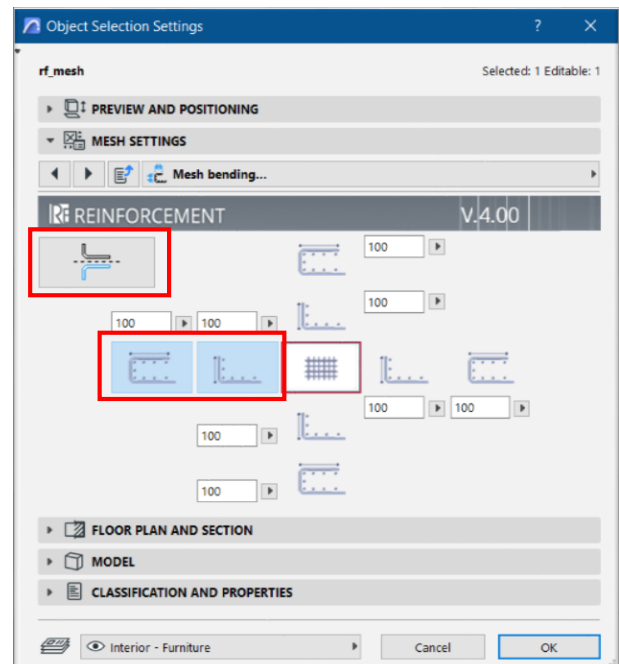 Object Selection Settings ? ×
rf_mesh Selected: 1 Editable: 1
PREVIEW AND POSITIONING
MESH SETTINGS
Mesh bending...
RF REINFORCEMENT V.4.00
100
100
100 100
100 100
100
100
FLOOR PLAN AND SECTION
MODEL
CLASSIFICATION AND PROPERTIES
Interior - Furniture Cancel OK